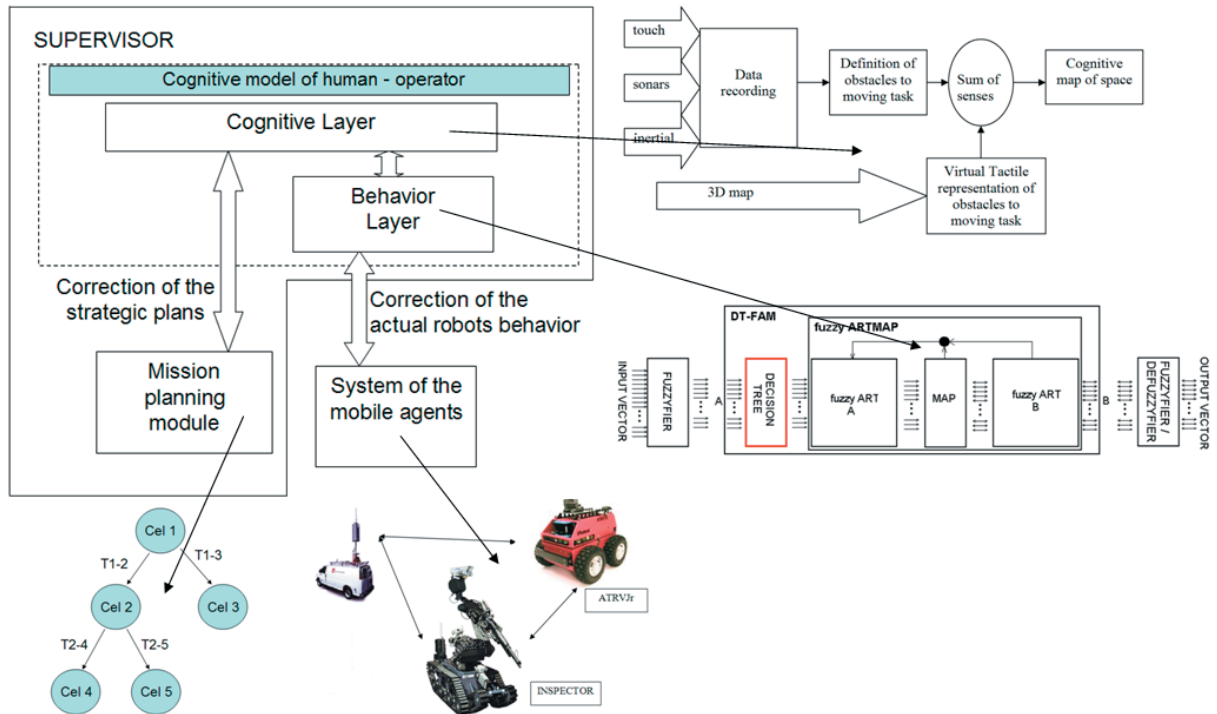 SUPERVISOR
Cognitive model of human - operator
Cognitive Layer
Behavior
Layer
Correction of the
strategic plans
Correction of the
actual robots behavior
Mission
planning
module
System of the
mobile agents
touch
sonars
inertial
Data
recording
Definition of
obstacles to
moving task
Sum of
senses
Cognitive
map of space
3D map
Virtual Tactile
representation of
obstacles to
moving task
DT-FAM
fuzzy ARTMAP
INPUT VECTOR
FUZZYFIER
A
DECISION
TREE
fuzzy ART
A
MAP
fuzzy ART
B
B
FUZZYFIER /
DEFUZZYFIER
OUTPUT VECTOR
Cel 1
T1-2
T1-3
Cel 2
Cel 3
T2-4
T2-5
Cel 4
Cel 5
ATRVJr
INSPECTOR